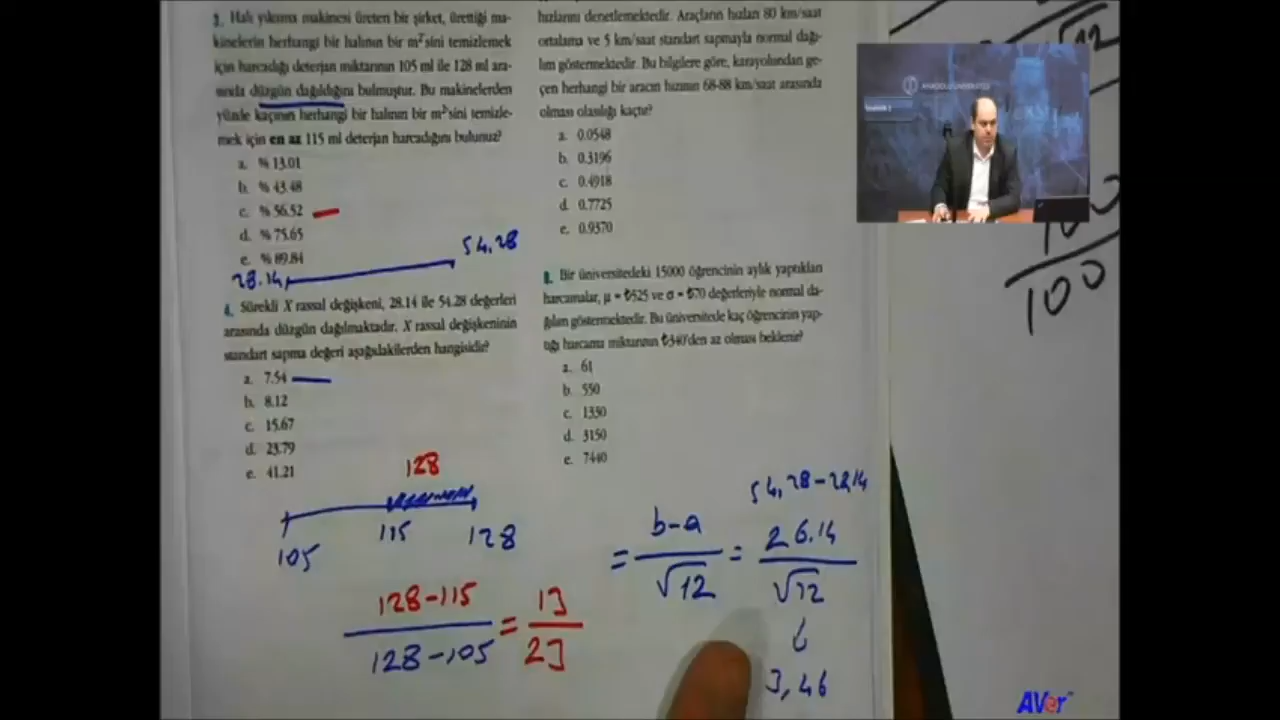 3. Halı yıkama makinesi üreten bir şirket, ürettiği ma-
kinelerin herhangi bir halının bir m²sini temizlemek
için harcadığı deterjan miktarının 105 ml ile 128 ml ara-
sında düzgün dağıldığını bulmuştur. Bu makinelerden
yüzde kaçının herhangi bir halının bir m²sini temizle-
mek için en az 115 ml deterjan harcadığını bulunuz?
a. % 13.01
b. % 43.48
c. % 56.52
d. % 75.65
e. % 89.84
28.14
54,28
4. Sürekli X rassal değişkeni, 28.14 ile 54.28 değerleri
arasında düzgün dağılmaktadır. X rassal değişkeninin
standart sapma değeri aşağıdakilerden hangisidir?
a. 7.54
b. 8.12
c. 15.67
d. 23.79
e. 41.21
128
105
115
128
128-115
128-105
=
13
23
hızlarını denetlemektedir. Araçların hızları 80 km/saat
ortalama ve 5 km/saat standart sapmayla normal dağı-
lım göstermektedir. Bu bilgilere göre, karayolundan ge-
çen herhangi bir aracın hızının 68-88 km/saat arasında
olması olasılığı kaçtır?
a. 0.0548
b. 0.3196
c. 0.4918
d. 0.7725
e. 0.9370
8. Bir üniversitedeki 15000 öğrencinin aylık yaptıkları
harcamalar, μ = ₺525 ve σ = ₺70 değerleriyle normal da-
ğılım göstermektedir. Bu üniversitede kaç öğrencinin yap-
tığı harcama miktarının ₺340'den az olması beklenir?
a. 61
b. 550
c. 1350
d. 3150
e. 7440
54,28-28,14
= b-a
√12
= 26.14
√12
3,46
√12
100
100
ANADOLU ÜNİVERSİTESİ
AVer